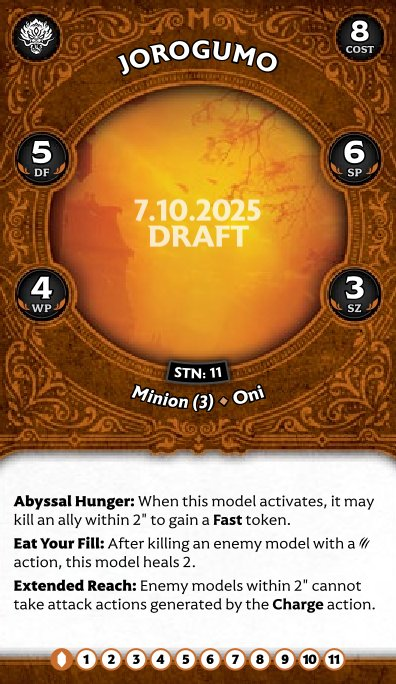 8
COST
JOROGUMO
5
DF
6
SP
7.10.2025
DRAFT
4
WP
3
SZ
STN: 11
Minion (3) ♦ Oni
Abyssal Hunger: When this model activates, it may
kill an ally within 2" to gain a Fast token.
Eat Your Fill: After killing an enemy model with a
action, this model heals 2.
Extended Reach: Enemy models within 2" cannot
take attack actions generated by the Charge action.
1 2 3 4 5 6 7 8 9 10 11